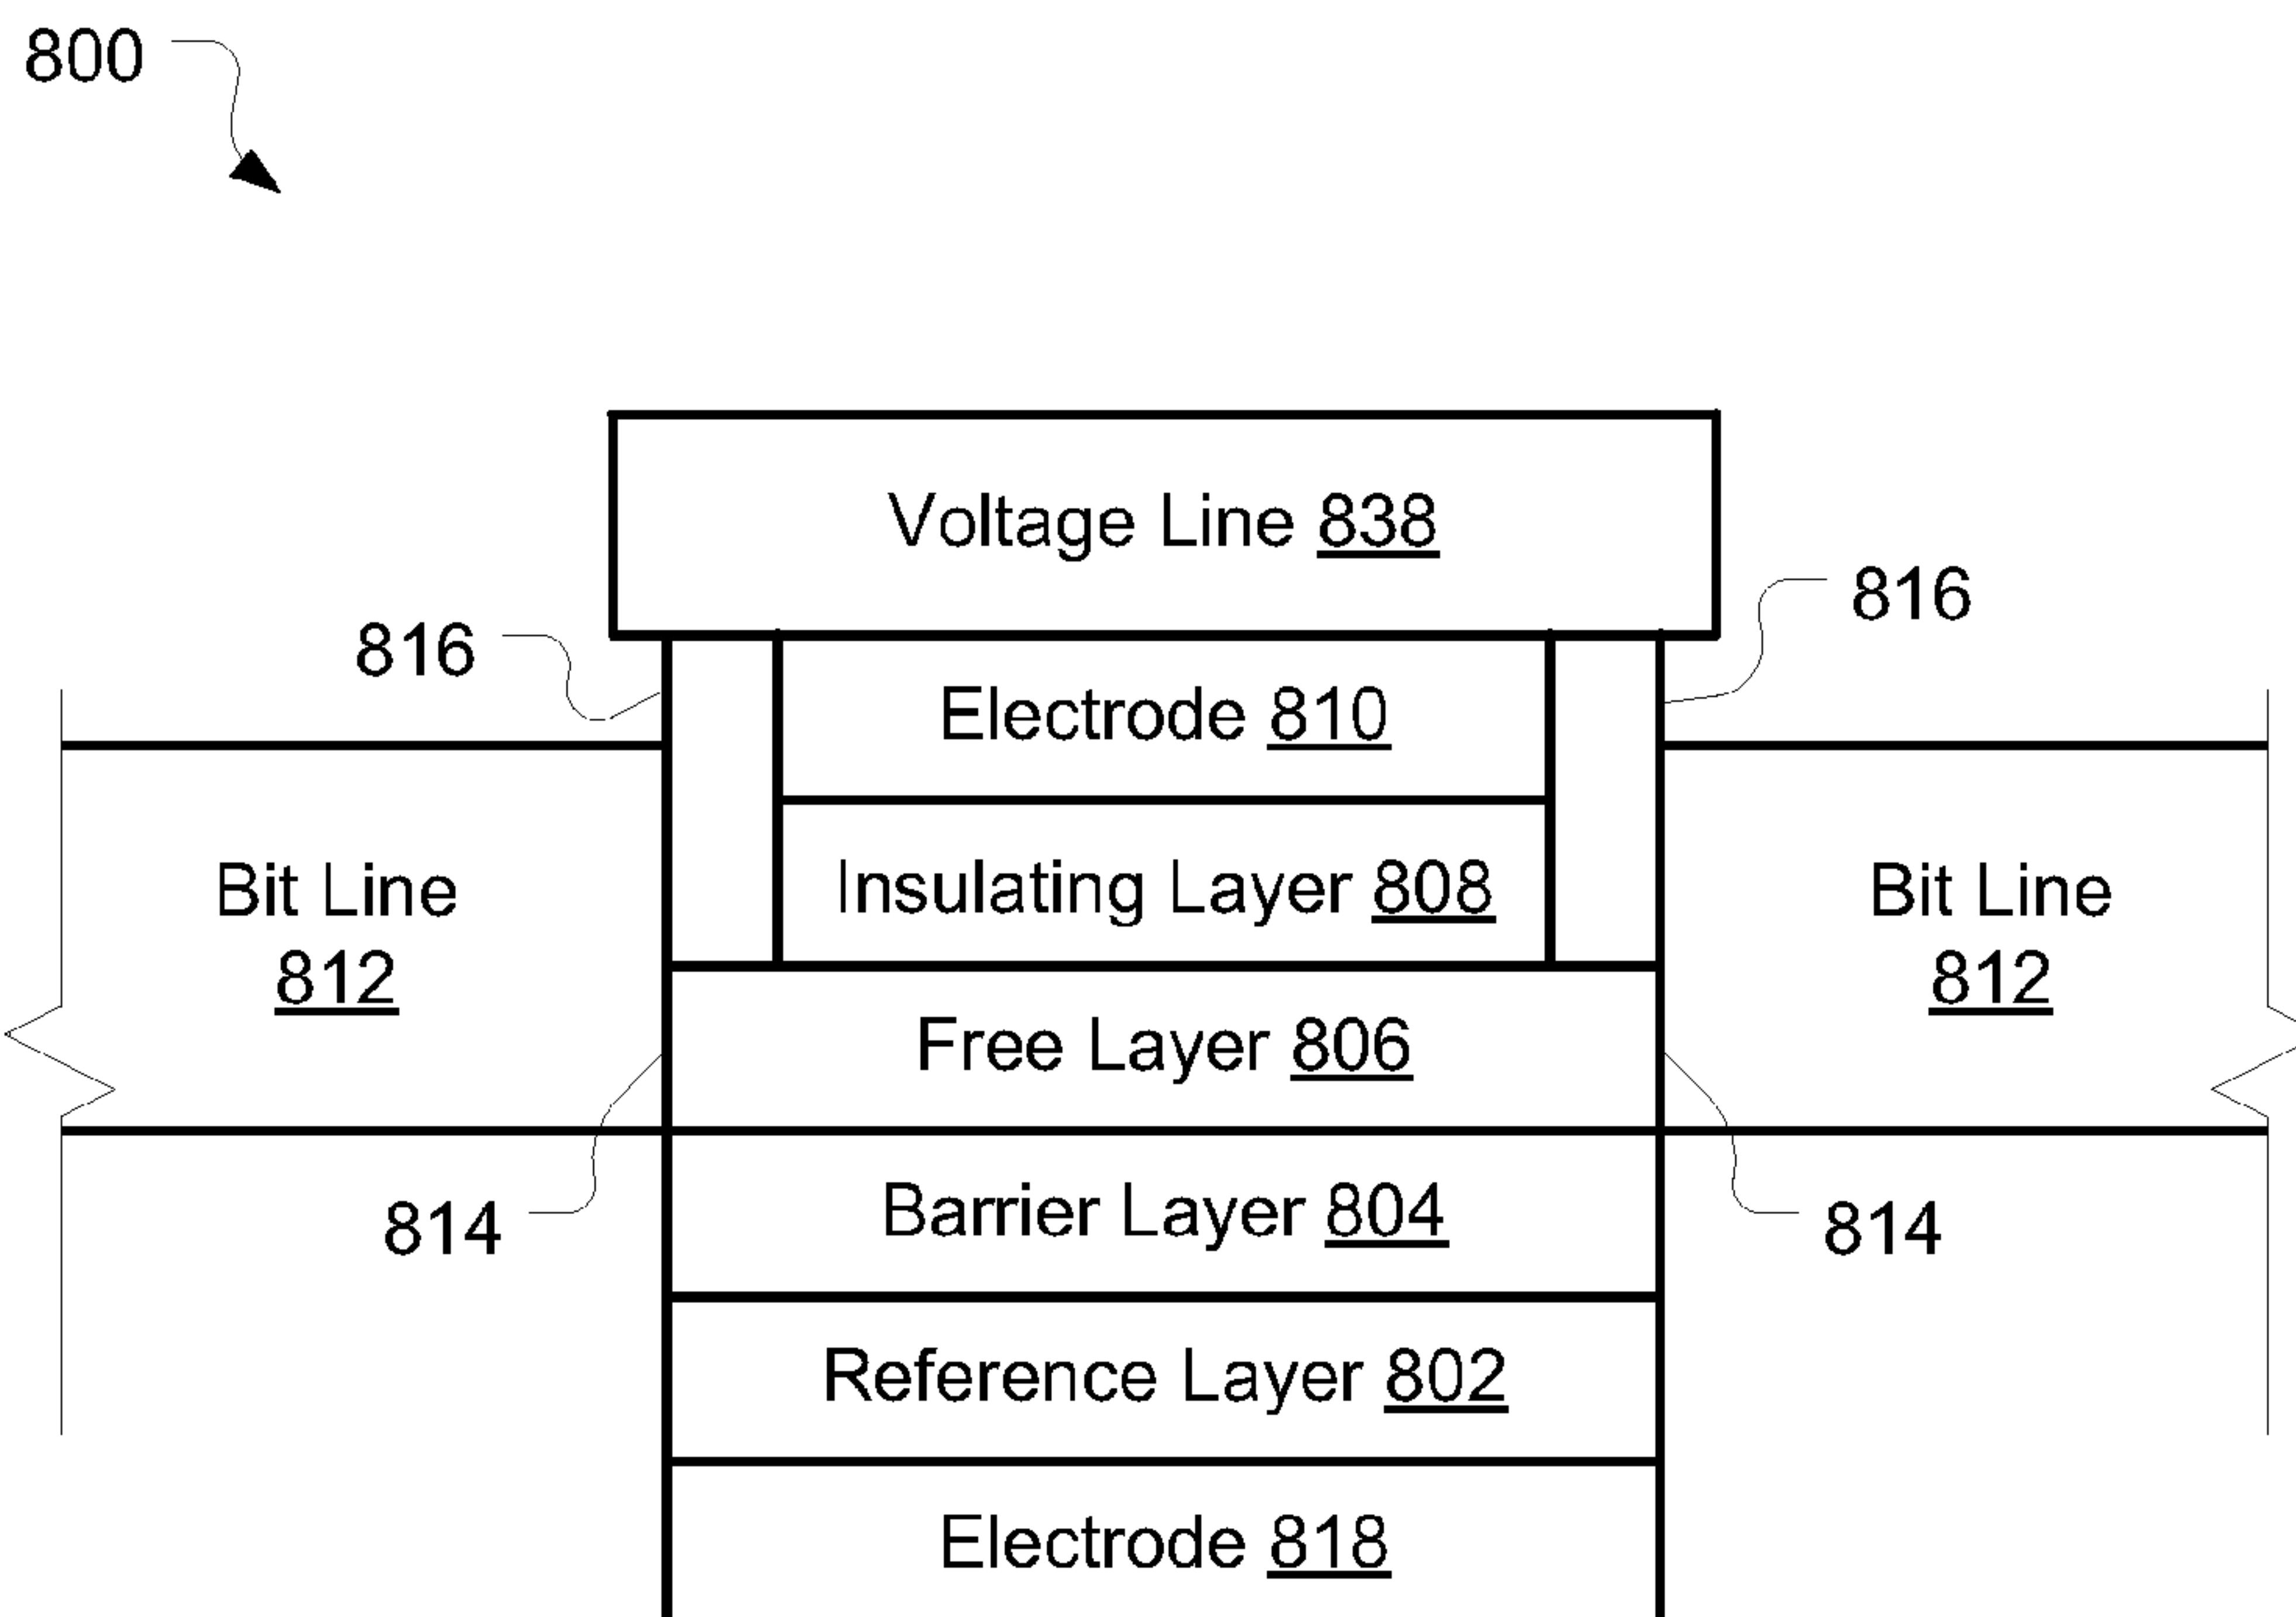 800
Voltage Line 838
816
816
Electrode 810
Bit Line
812
Insulating Layer 808
Bit Line
812
Free Layer 806
814
Barrier Layer 804
814
Reference Layer 802
Electrode 818